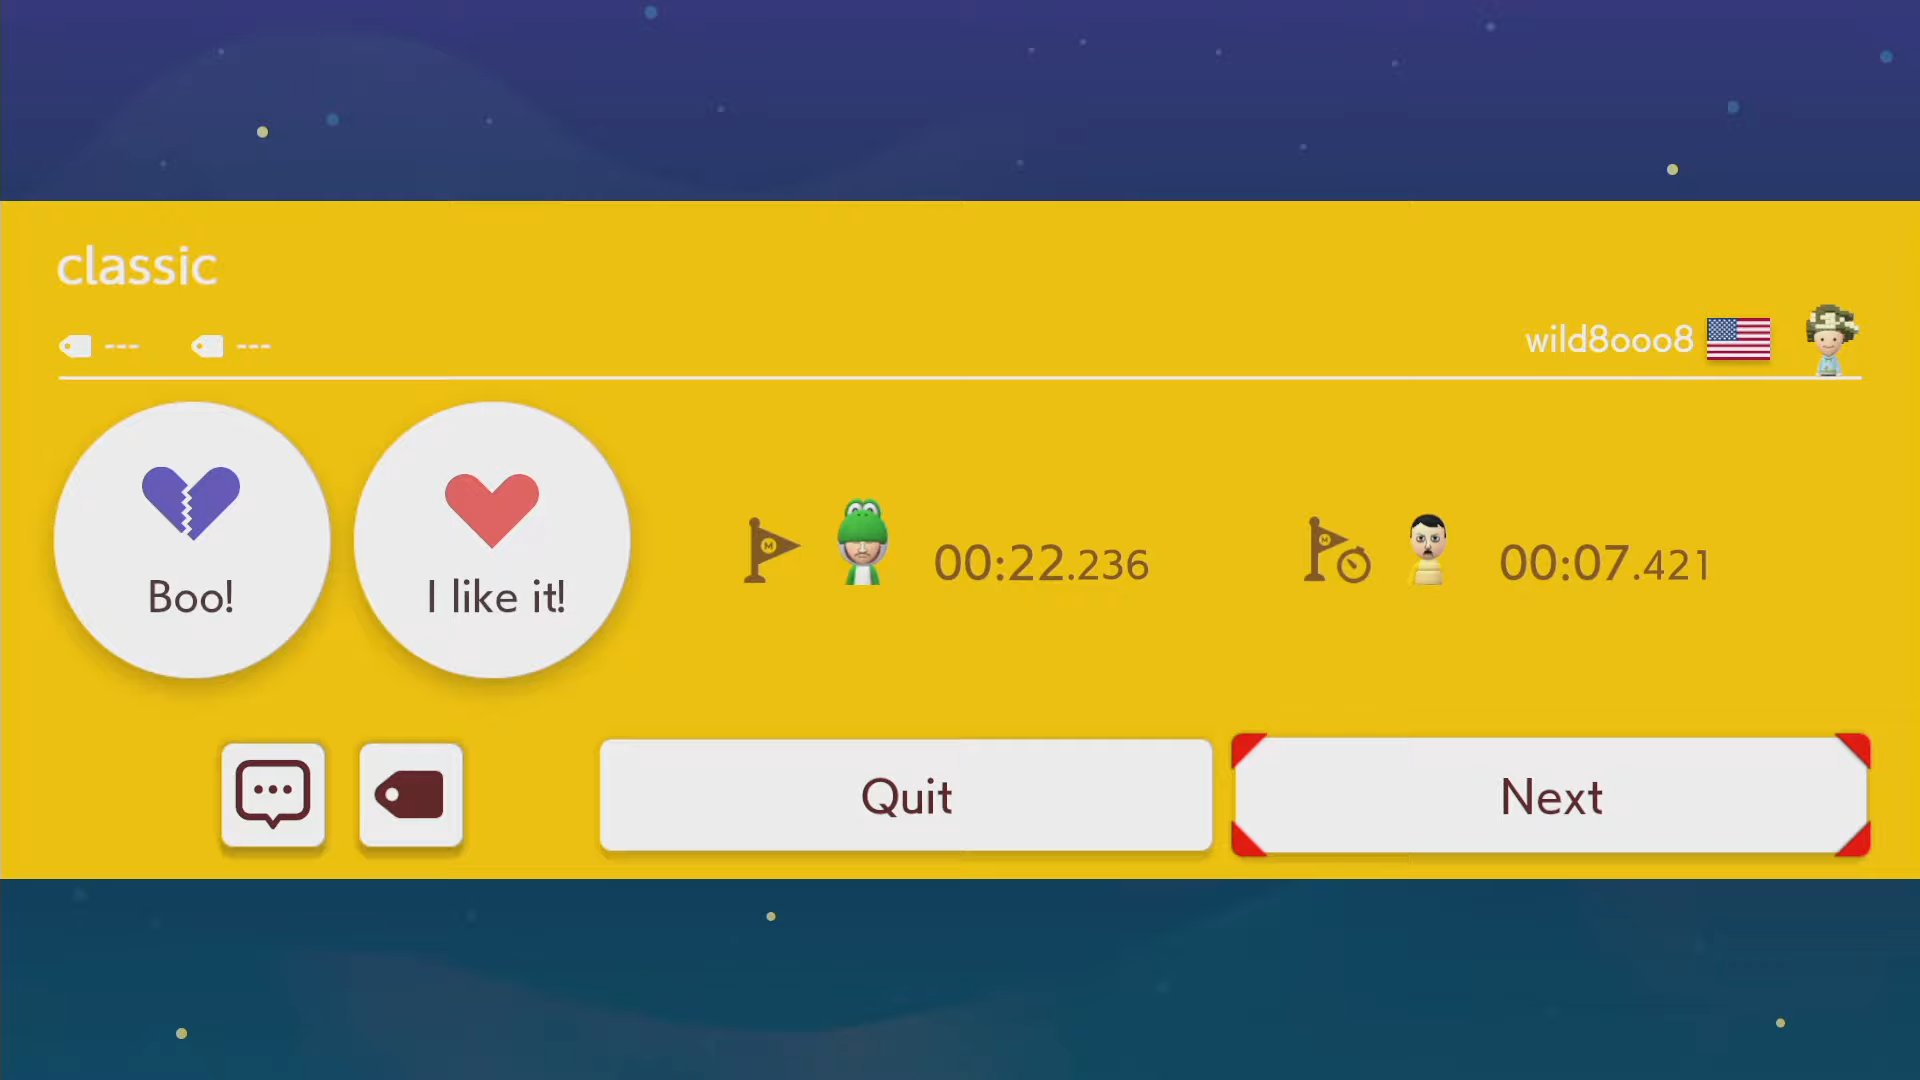 classic
--- ---
wild8ooo8
Boo!
I like it!
M 00:22.236
M 00:07.421
Quit
Next